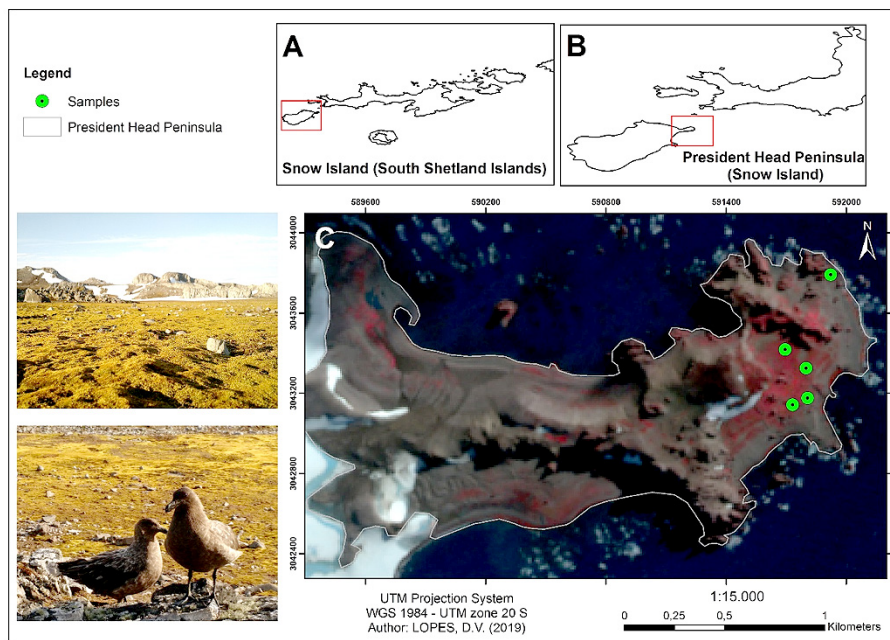 Legend
Samples
President Head Peninsula
A
Snow Island (South Shetland Islands)
B
President Head Peninsula
(Snow Island)
589600 590200 590800 591400 592000
C
N
3044000
3043600
3043200
3042800
3042400
UTM Projection System
WGS 1984 - UTM zone 20 S
Author: LOPES, D.V. (2019)
1:15.000
0 0,25 0,5 1
Kilometers